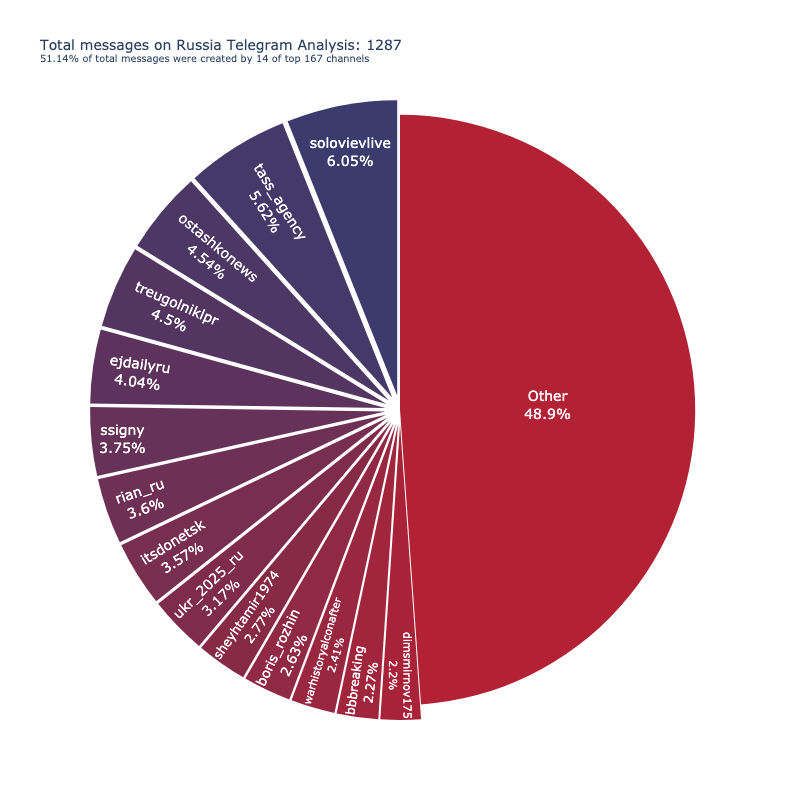 Total messages on Russia Telegram Analysis: 1287
51.14% of total messages were created by 14 of top 167 channels
solovievlive
6.05%
tass_agency
5.62%
ostashkonews
4.54%
treugolniklpr
4.5%
ejdailyru
4.04%
ssigny
3.75%
rian_ru
3.6%
itsdonetsk
3.57%
ukr_2025_ru
3.17%
sheyhtamir1974
2.77%
boris_rozhin
2.63%
warhistoryalconafter
2.41%
bbbreaking
2.27%
dimsmirnov175
2.2%
Other
48.9%